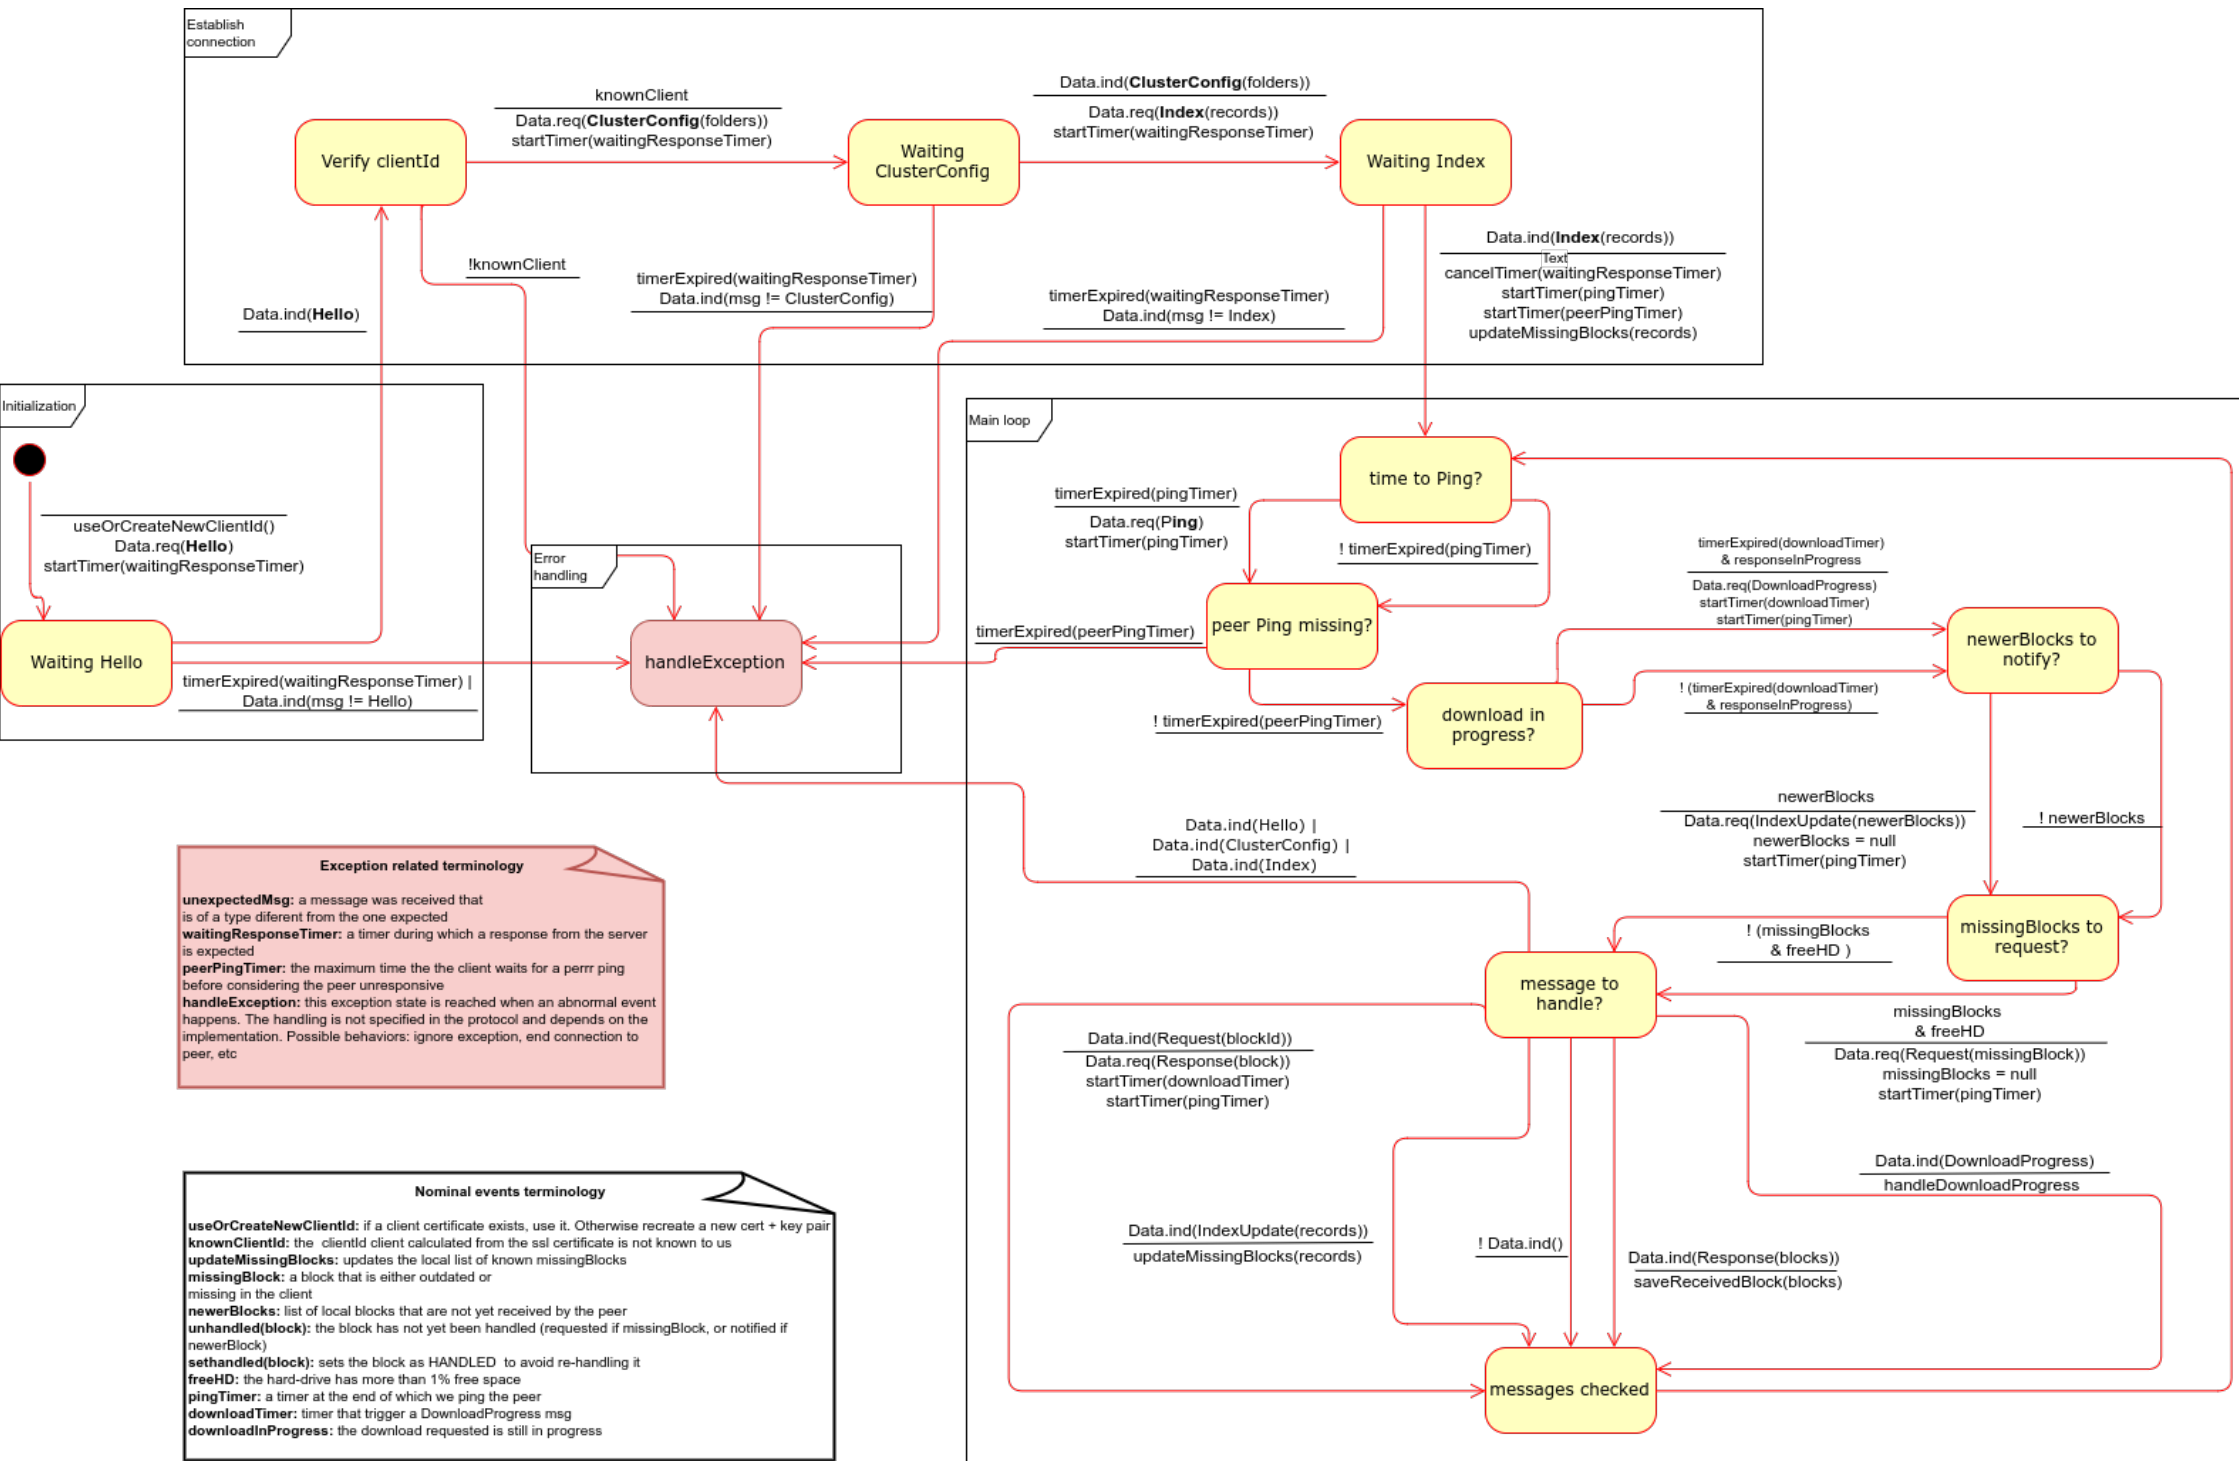 Establish
connection
knownClient
Data.req(ClusterConfig(folders))
startTimer(waitingResponseTimer)
Data.ind(ClusterConfig(folders))
Data.req(Index(records))
startTimer(waitingResponseTimer)
Verify clientId
Waiting
ClusterConfig
Waiting Index
!knownClient
Data.ind(Hello)
timerExpired(waitingResponseTimer)
Data.ind(msg != ClusterConfig)
timerExpired(waitingResponseTimer)
Data.ind(msg != Index)
Data.ind(Index(records))
Text
cancelTimer(waitingResponseTimer)
startTimer(pingTimer)
startTimer(peerPingTimer)
updateMissingBlocks(records)
Initialization
useOrCreateNewClientId()
Data.req(Hello)
startTimer(waitingResponseTimer)
Waiting Hello
timerExpired(waitingResponseTimer) |
Data.ind(msg != Hello)
Error
handling
handleException
Main loop
time to Ping?
timerExpired(pingTimer)
Data.req(Ping)
startTimer(pingTimer)
! timerExpired(pingTimer)
peer Ping missing?
timerExpired(peerPingTimer)
! timerExpired(peerPingTimer)
download in
progress?
timerExpired(downloadTimer)
& responseInProgress
Data.req(DownloadProgress)
startTimer(downloadTimer)
startTimer(pingTimer)
! (timerExpired(downloadTimer)
& responseInProgress)
newerBlocks to
notify?
newerBlocks
Data.req(IndexUpdate(newerBlocks))
newerBlocks = null
startTimer(pingTimer)
! newerBlocks
missingBlocks to
request?
! (missingBlocks
& freeHD )
missingBlocks
& freeHD
Data.req(Request(missingBlock))
missingBlocks = null
startTimer(pingTimer)
Data.ind(Hello) |
Data.ind(ClusterConfig) |
Data.ind(Index)
message to
handle?
Data.ind(Request(blockId))
Data.req(Response(block))
startTimer(downloadTimer)
startTimer(pingTimer)
Data.ind(IndexUpdate(records))
updateMissingBlocks(records)
! Data.ind()
Data.ind(Response(blocks))
saveReceivedBlock(blocks)
Data.ind(DownloadProgress)
handleDownloadProgress
messages checked
Exception related terminology
unexpectedMsg: a message was received that
is of a type diferent from the one expected
waitingResponseTimer: a timer during which a response from the server
is expected
peerPingTimer: the maximum time the the client waits for a perrr ping
before considering the peer unresponsive
handleException: this exception state is reached when an abnormal event
happens. The handling is not specified in the protocol and depends on the
implementation. Possible behaviors: ignore exception, end connection to
peer, etc
Nominal events terminology
useOrCreateNewClientId: if a client certificate exists, use it. Otherwise recreate a new cert + key pair
knownClientId: the clientId client calculated from the ssl certificate is not known to us
updateMissingBlocks: updates the local list of known missingBlocks
missingBlock: a block that is either outdated or
missing in the client
newerBlocks: list of local blocks that are not yet received by the peer
unhandled(block): the block has not yet been handled (requested if missingBlock, or notified if
newerBlock)
sethandled(block): sets the block as HANDLED to avoid re-handling it
freeHD: the hard-drive has more than 1% free space
pingTimer: a timer at the end of which we ping the peer
downloadTimer: timer that trigger a DownloadProgress msg
downloadInProgress: the download requested is still in progress